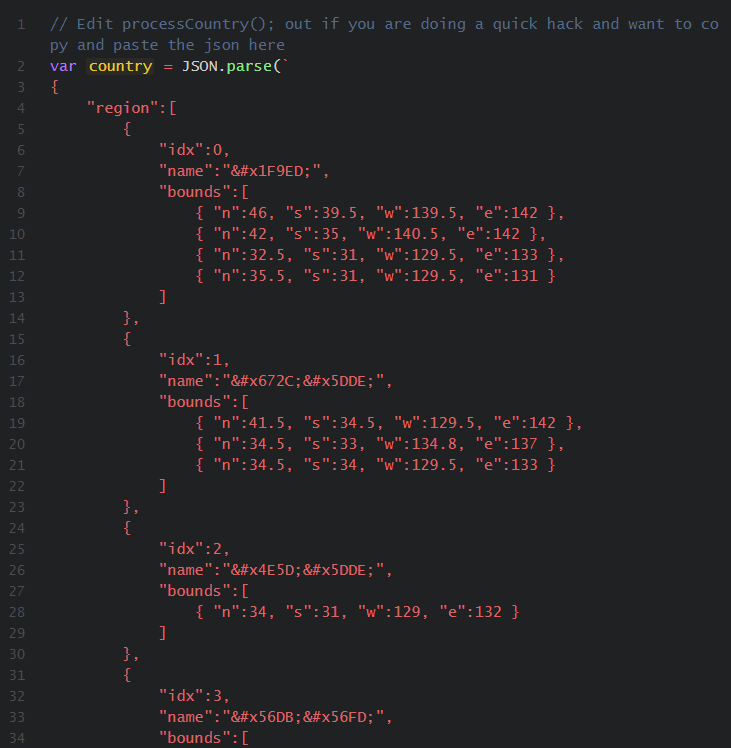 1 // Edit processCountry(); out if you are doing a quick hack and want to co
py and paste the json here
2 var country = JSON.parse(`
3 {
4 "region":[
5 {
6 "idx":0,
7 "name":"&#x1F9ED;",
8 "bounds":[
9 { "n":46, "s":39.5, "w":139.5, "e":142 },
10 { "n":42, "s":35, "w":140.5, "e":142 },
11 { "n":32.5, "s":31, "w":129.5, "e":133 },
12 { "n":35.5, "s":31, "w":129.5, "e":131 }
13 ]
14 },
15 {
16 "idx":1,
17 "name":"&#x672C;&#x5DDE;",
18 "bounds":[
19 { "n":41.5, "s":34.5, "w":129.5, "e":142 },
20 { "n":34.5, "s":33, "w":134.8, "e":137 },
21 { "n":34.5, "s":34, "w":129.5, "e":133 }
22 ]
23 },
24 {
25 "idx":2,
26 "name":"&#x4E5D;&#x5DDE;",
27 "bounds":[
28 { "n":34, "s":31, "w":129, "e":132 }
29 ]
30 },
31 {
32 "idx":3,
33 "name":"&#x56DB;&#x56FD;",
34 "bounds":[